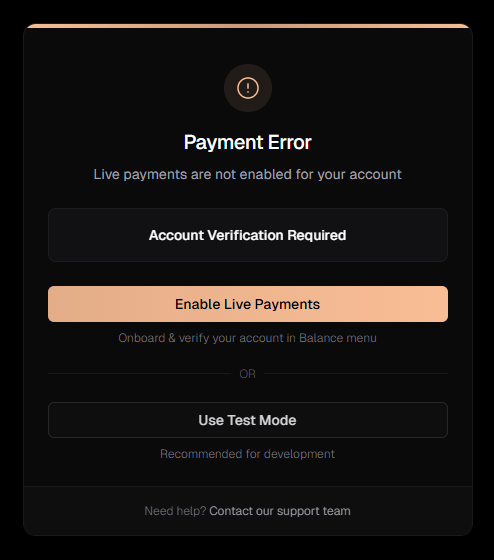 Payment Error
Live payments are not enabled for your account
Account Verification Required
Enable Live Payments
Onboard & verify your account in Balance menu
OR
Use Test Mode
Recommended for development
Need help? Contact our support team